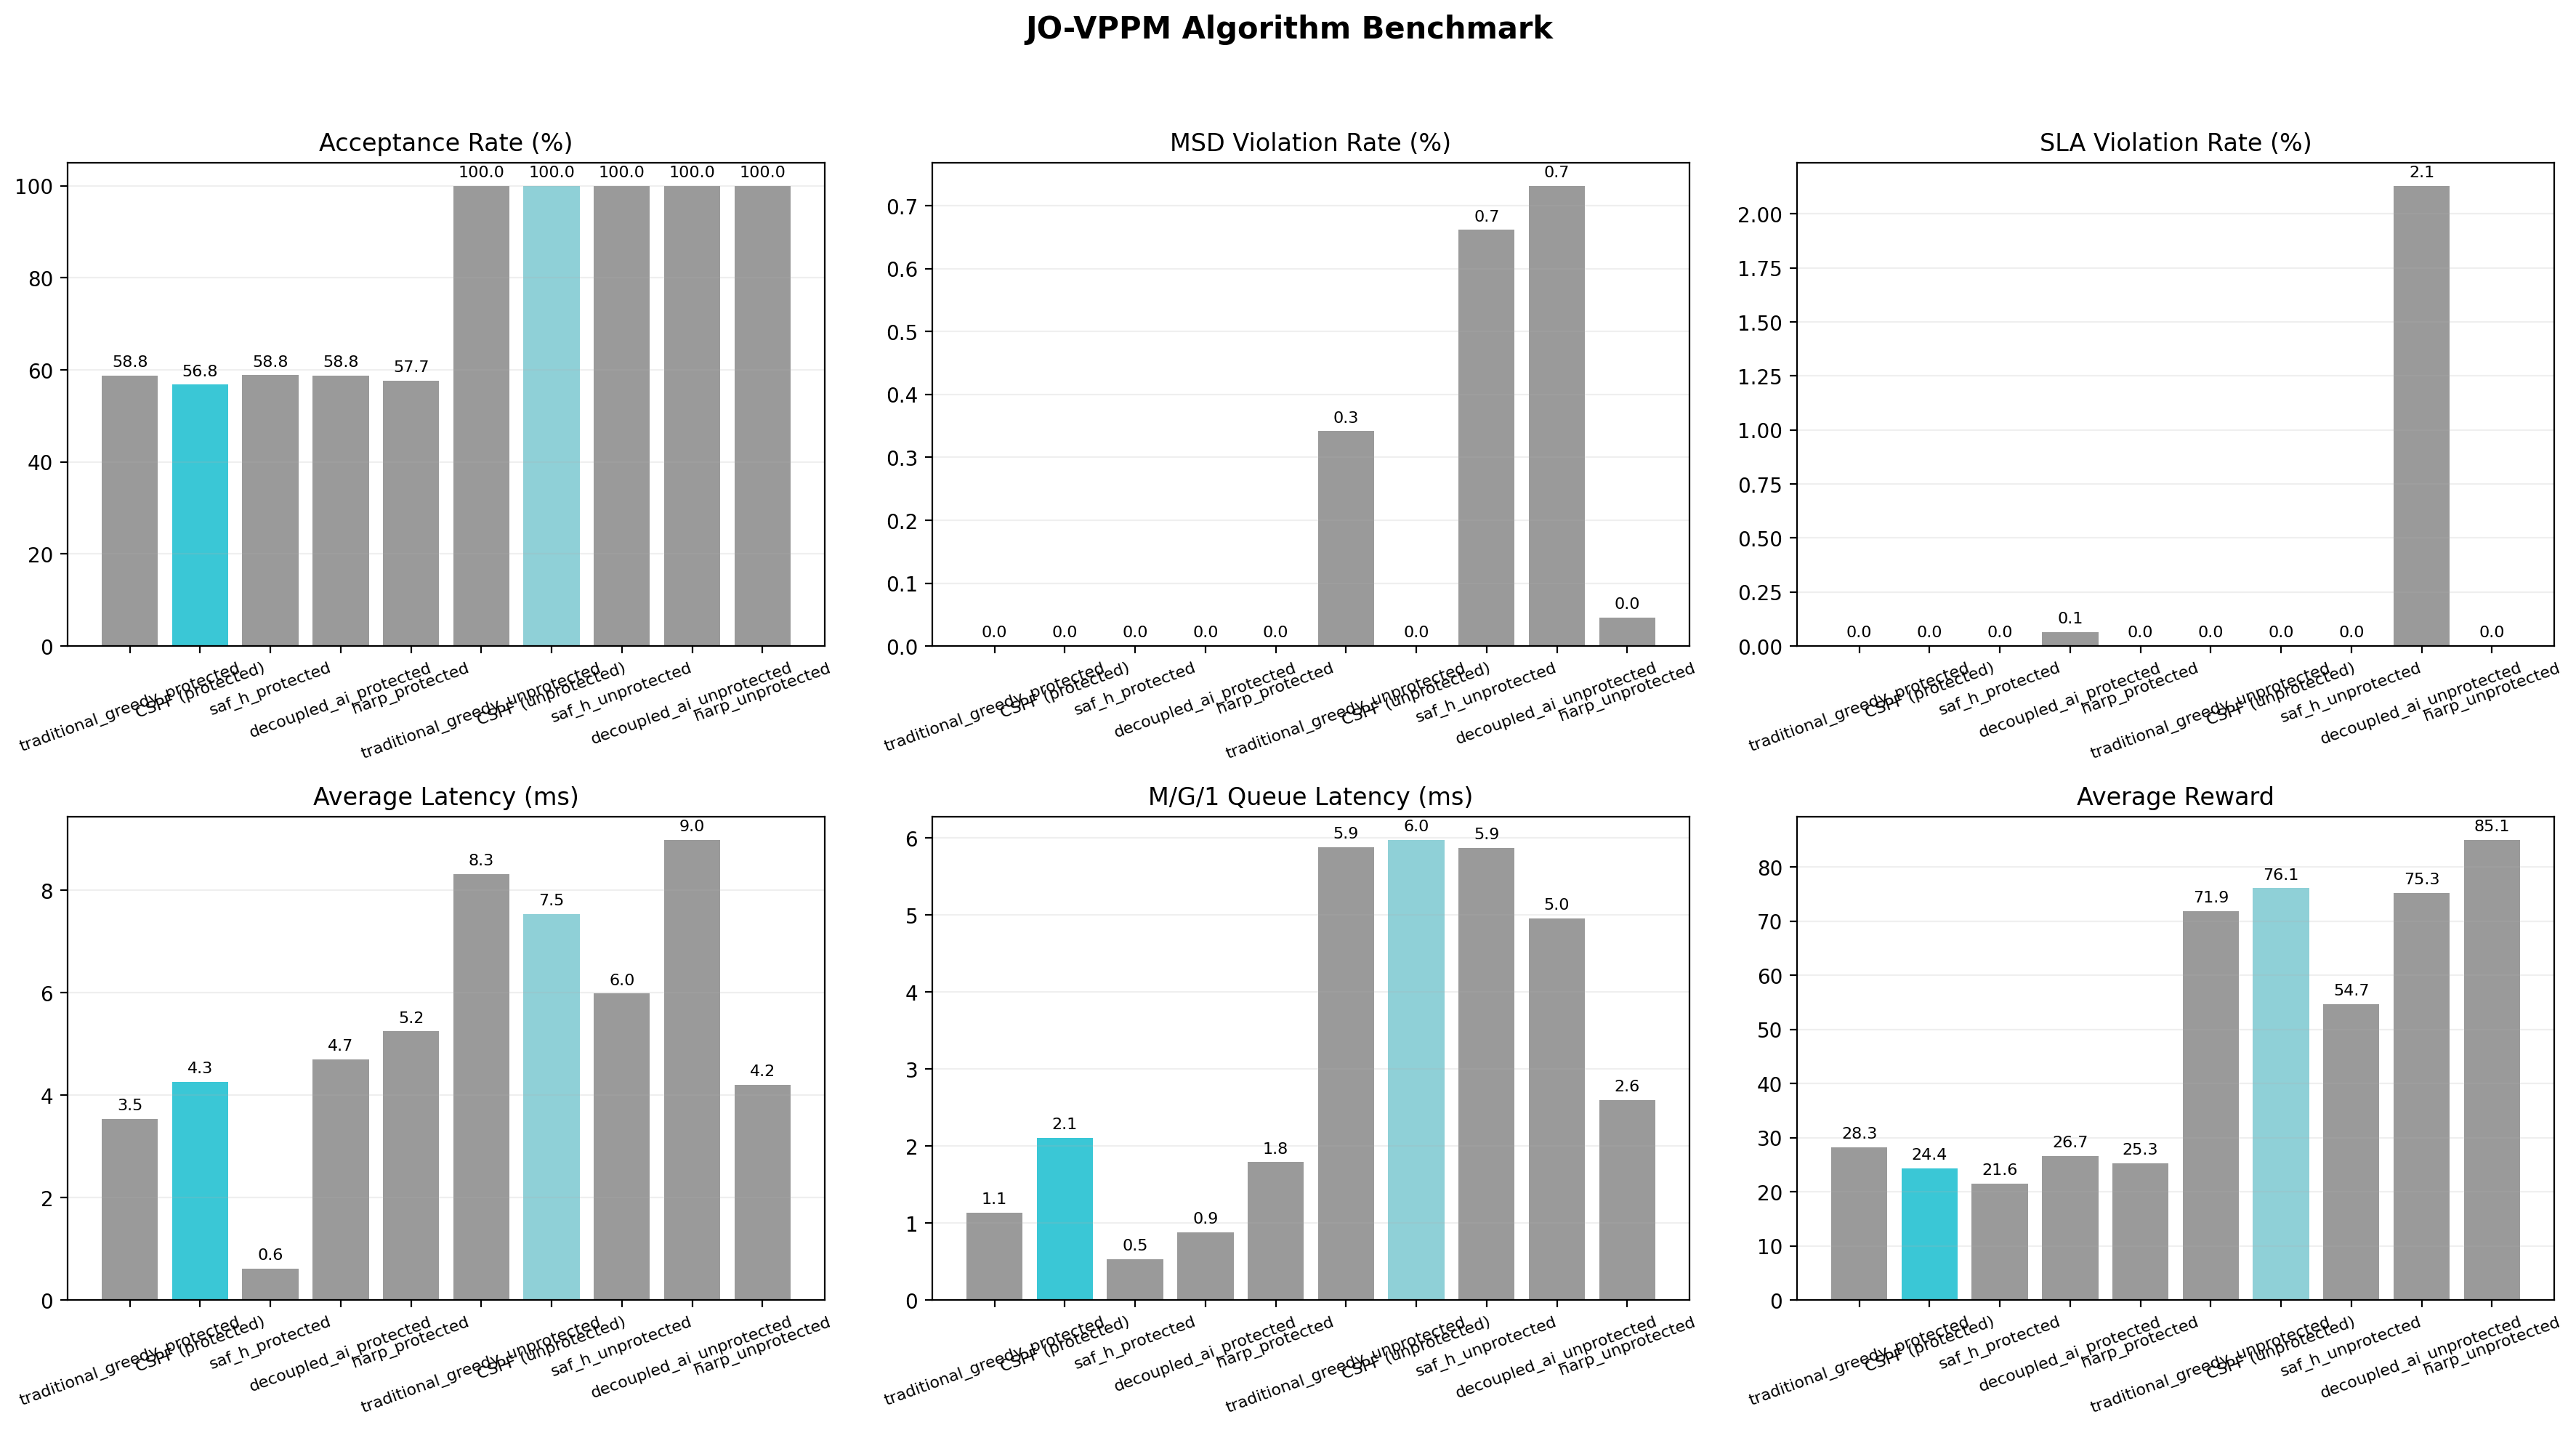 JO-VPPM Algorithm Benchmark
Acceptance Rate (%)
100
80
60
40
20
0
58.8
56.8
58.8
58.8
57.7
100.0
100.0
100.0
100.0
100.0
traditional_greedy_protected
CSPF (protected)
saf_h_protected
decoupled_ai_protected
harp_protected
traditional_greedy_unprotected
CSPF (unprotected)
saf_h_unprotected
decoupled_ai_unprotected
harp_unprotected
MSD Violation Rate (%)
0.7
0.6
0.5
0.4
0.3
0.2
0.1
0.0
0.0
0.0
0.0
0.0
0.0
0.3
0.0
0.7
0.7
0.0
traditional_greedy_protected
CSPF (protected)
saf_h_protected
decoupled_ai_protected
harp_protected
traditional_greedy_unprotected
CSPF (unprotected)
saf_h_unprotected
decoupled_ai_unprotected
harp_unprotected
SLA Violation Rate (%)
2.00
1.75
1.50
1.25
1.00
0.75
0.50
0.25
0.00
0.0
0.0
0.0
0.1
0.0
0.0
0.0
0.0
2.1
0.0
traditional_greedy_protected
CSPF (protected)
saf_h_protected
decoupled_ai_protected
harp_protected
traditional_greedy_unprotected
CSPF (unprotected)
saf_h_unprotected
decoupled_ai_unprotected
harp_unprotected
Average Latency (ms)
8
6
4
2
0
3.5
4.3
0.6
4.7
5.2
8.3
7.5
6.0
9.0
4.2
traditional_greedy_protected
CSPF (protected)
saf_h_protected
decoupled_ai_protected
harp_protected
traditional_greedy_unprotected
CSPF (unprotected)
saf_h_unprotected
decoupled_ai_unprotected
harp_unprotected
M/G/1 Queue Latency (ms)
6
5
4
3
2
1
0
1.1
2.1
0.5
0.9
1.8
5.9
6.0
5.9
5.0
2.6
traditional_greedy_protected
CSPF (protected)
saf_h_protected
decoupled_ai_protected
harp_protected
traditional_greedy_unprotected
CSPF (unprotected)
saf_h_unprotected
decoupled_ai_unprotected
harp_unprotected
Average Reward
80
70
60
50
40
30
20
10
0
28.3
24.4
21.6
26.7
25.3
71.9
76.1
54.7
75.3
85.1
traditional_greedy_protected
CSPF (protected)
saf_h_protected
decoupled_ai_protected
harp_protected
traditional_greedy_unprotected
CSPF (unprotected)
saf_h_unprotected
decoupled_ai_unprotected
harp_unprotected